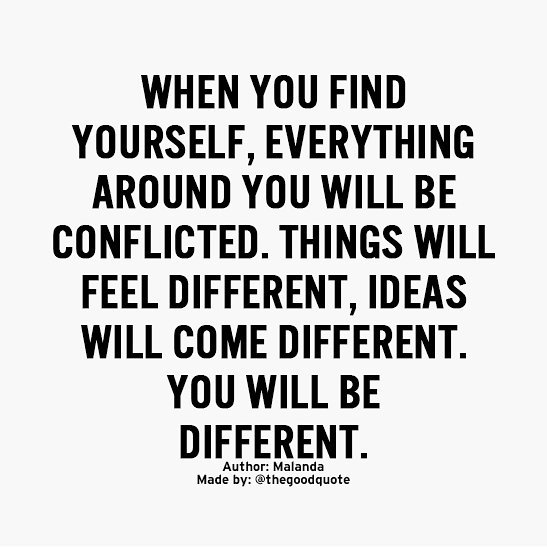 WHEN YOU FIND
YOURSELF, EVERYTHING
AROUND YOU WILL BE
CONFLICTED. THINGS WILL
FEEL DIFFERENT, IDEAS
WILL COME DIFFERENT.
YOU WILL BE
DIFFERENT.
Author: Malanda
Made by: @thegoodquote